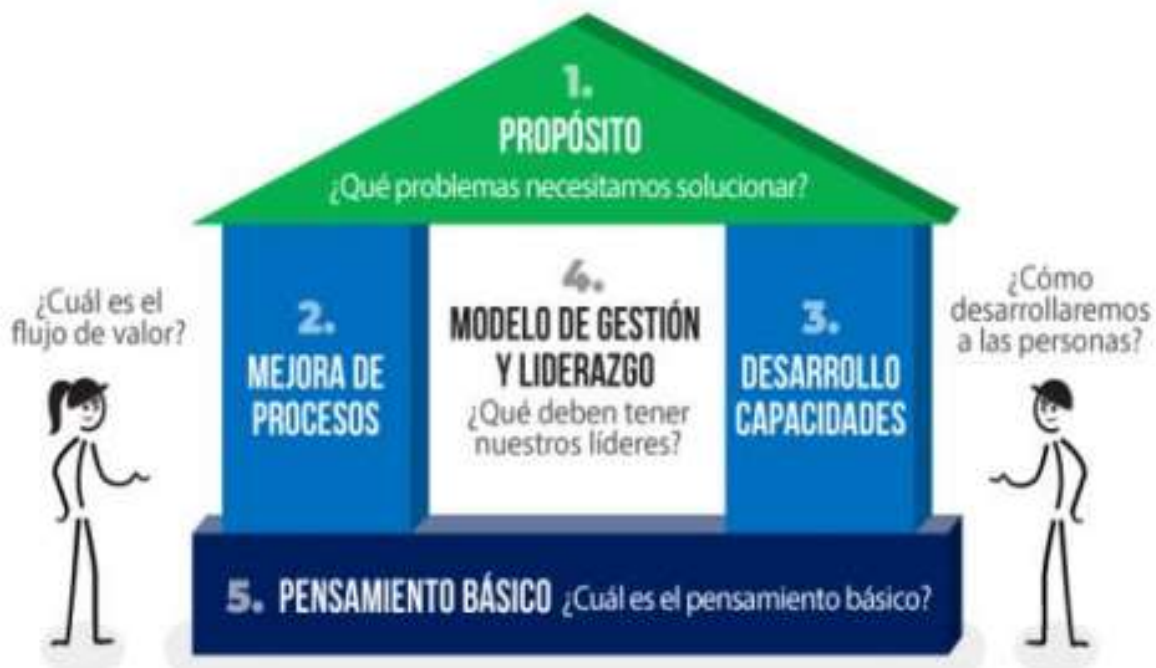 1.
PROPÓSITO
¿Qué problemas necesitamos solucionar?
¿Cuál es el
flujo de valor?
2.
MEJORA DE
PROCESOS
4.
MODELO DE GESTIÓN
Y LIDERAZGO
¿Qué deben tener
nuestros líderes?
3.
DESARROLLO
CAPACIDADES
¿Cómo
desarrollaremos
a las personas?
5. PENSAMIENTO BÁSICO ¿Cuál es el pensamiento básico?